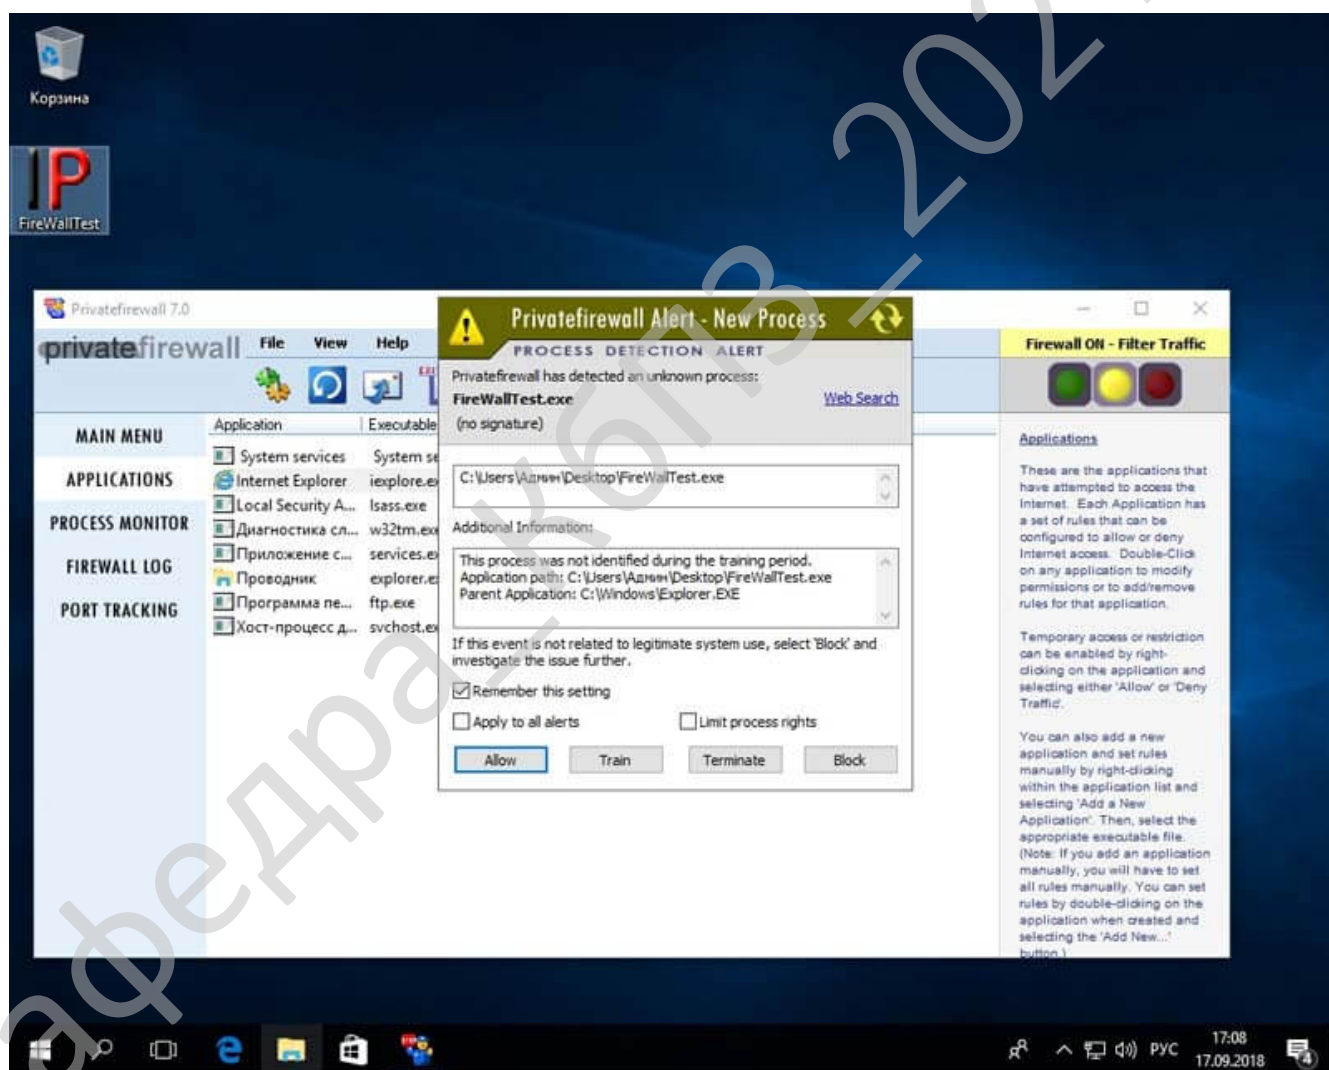 Корзина
FireWallTest
Privatefirewall 7.0
privatefirewall
File View Help
MAIN MENU
APPLICATIONS
PROCESS MONITOR
FIREWALL LOG
PORT TRACKING
Application Executable
System services System se
Internet Explorer iexplore.ex
Local Security A... lsass.exe
Диагностика сл... w32tm.exe
Приложение с... services.ex
Проводник explorer.e
Программа пе... ftp.exe
Хост-процесс д... svchost.ex
Privatefirewall Alert - New Process
PROCESS DETECTION ALERT
Privatefirewall has detected an unknown process:
FireWallTest.exe Web Search
(no signature)
C:\Users\Админ\Desktop\FireWallTest.exe
Additional Information:
This process was not identified during the training period.
Application path: C:\Users\Админ\Desktop\FireWallTest.exe
Parent Application: C:\Windows\Explorer.EXE
If this event is not related to legitimate system use, select 'Block' and
investigate the issue further.
Remember this setting
Apply to all alerts Limit process rights
Allow Train Terminate Block
Firewall ON - Filter Traffic
Applications
These are the applications that
have attempted to access the
Internet. Each Application has
a set of rules that can be
configured to allow or deny
Internet access. Double-Click
on any application to modify
permissions or to add/remove
rules for that application.
Temporary access or restriction
can be enabled by right-
clicking on the application and
selecting either 'Allow' or 'Deny
Traffic'.
You can also add a new
application and set rules
manually by right-clicking
within the application list and
selecting 'Add a New
Application'. Then, select the
appropriate executable file.
(Note: If you add an application
manually, you will have to set
all rules manually. You can set
rules by double-clicking on the
application when created and
selecting the 'Add New...'
button.)
РУС
17:08
17.09.2018
4
афедра_КБПЗ_202